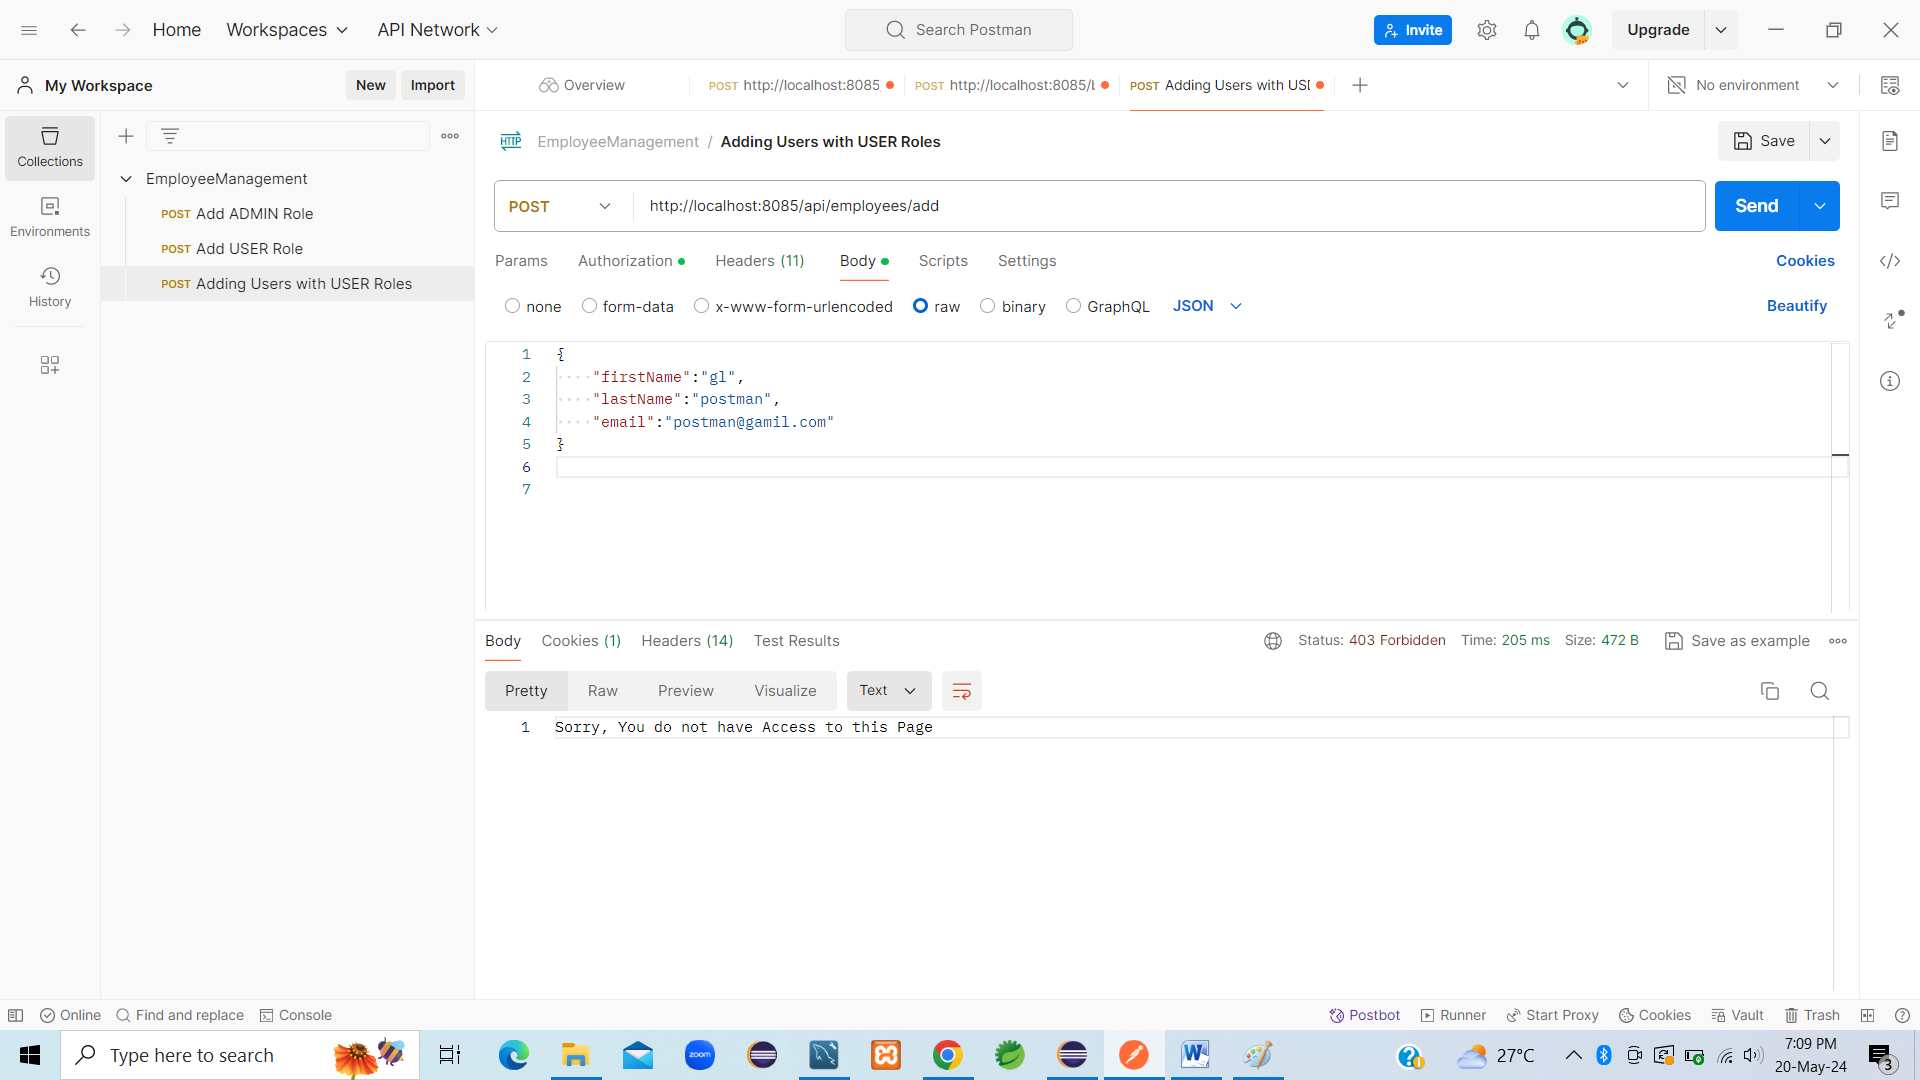 Home
Workspaces
API Network
Search Postman
Invite
Upgrade
My Workspace
New
Import
Overview
POST http://localhost:8085,
POST http://localhost:8085/l
POST Adding Users with USE
No environment
Collections
Environments
History
EmployeeManagement
POST Add ADMIN Role
POST Add USER Role
POST Adding Users with USER Roles
HTTP
EmployeeManagement / Adding Users with USER Roles
Save
POST
http://localhost:8085/api/employees/add
Send
Params
Authorization
Headers (11)
Body
Scripts
Settings
Cookies
none
form-data
x-www-form-urlencoded
raw
binary
GraphQL
JSON
Beautify
1 {
2 ····"firstName":"gl",
3 ····"lastName":"postman",
4 ····"email":"postman@gamil.com"
5 }
6
7
Body
Cookies (1)
Headers (14)
Test Results
Status: 403 Forbidden
Time: 205 ms
Size: 472 B
Save as example
Pretty
Raw
Preview
Visualize
Text
1 Sorry, You do not have Access to this Page
Online
Find and replace
Console
Postbot
Runner
Start Proxy
Cookies
Vault
Trash
Type here to search
zoom
27°C
7:09 PM
20-May-24
3